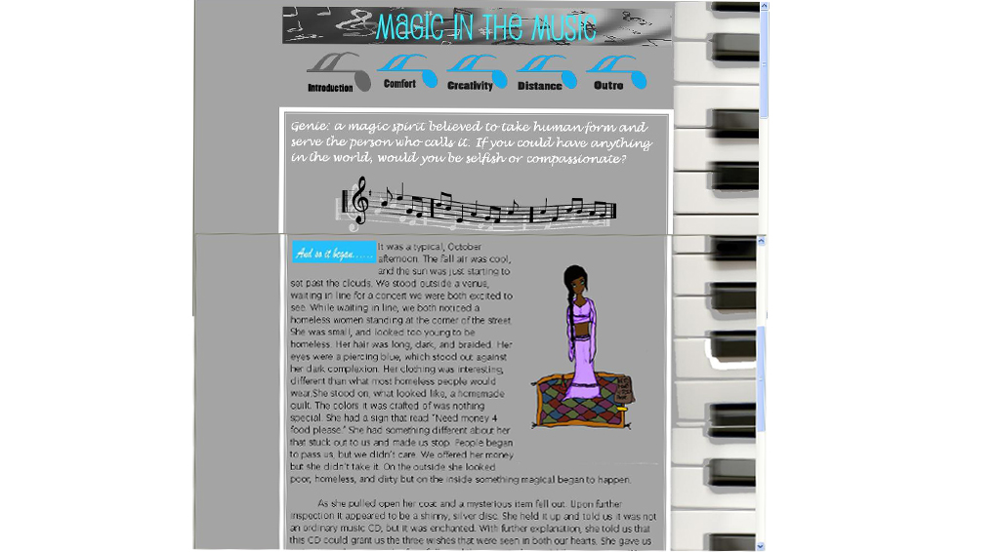 Magic in the Music
Introduction Comfort Creativity Distance Outro
Genie: a magic spirit believed to take human form and
serve the person who calls it. If you could have anything
in the world, would you be selfish or compassionate?
And so it began......
It was a typical, October
afternoon. The fall air was cool,
and the sun was just starting to
set past the clouds. We stood outside a venue,
waiting in line for a concert we were both excited to
see. While waiting in line, we both noticed a
homeless women standing at the corner of the street.
She was small, and looked too young to be
homeless. Her hair was long, dark, and braided. Her
eyes were a piercing blue, which stood out against
her dark complexion. Her clothing was interesting,
different than what most homeless people would
wear.She stood on, what looked like, a homemade
quilt. The colors it was crafted of was nothing
special. She had a sign that read "Need money 4
food please." She had something different about her
that stuck out to us and made us stop. People began
to pass us, but we didn't care. We offered her money
but she didn't take it. On the outside she looked
poor, homeless, and dirty but on the inside something magical began to happen.
As she pulled open her coat and a mysterious item fell out. Upon further
inspection it appeared to be a shinny, silver disc. She held it up and told us it was not
an ordinary music CD, but it was enchanted. With further explanation, she told us that
this CD could grant us the three wishes that were seen in both our hearts. She gave us